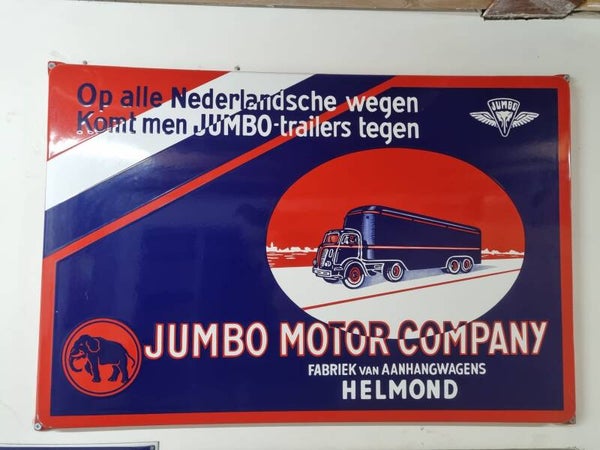 Op alle Nederlandsche wegen
Komt men JUMBO-trailers tegen
JUMBO
JUMBO MOTOR COMPANY
FABRIEK VAN AANHANGWAGENS
HELMOND